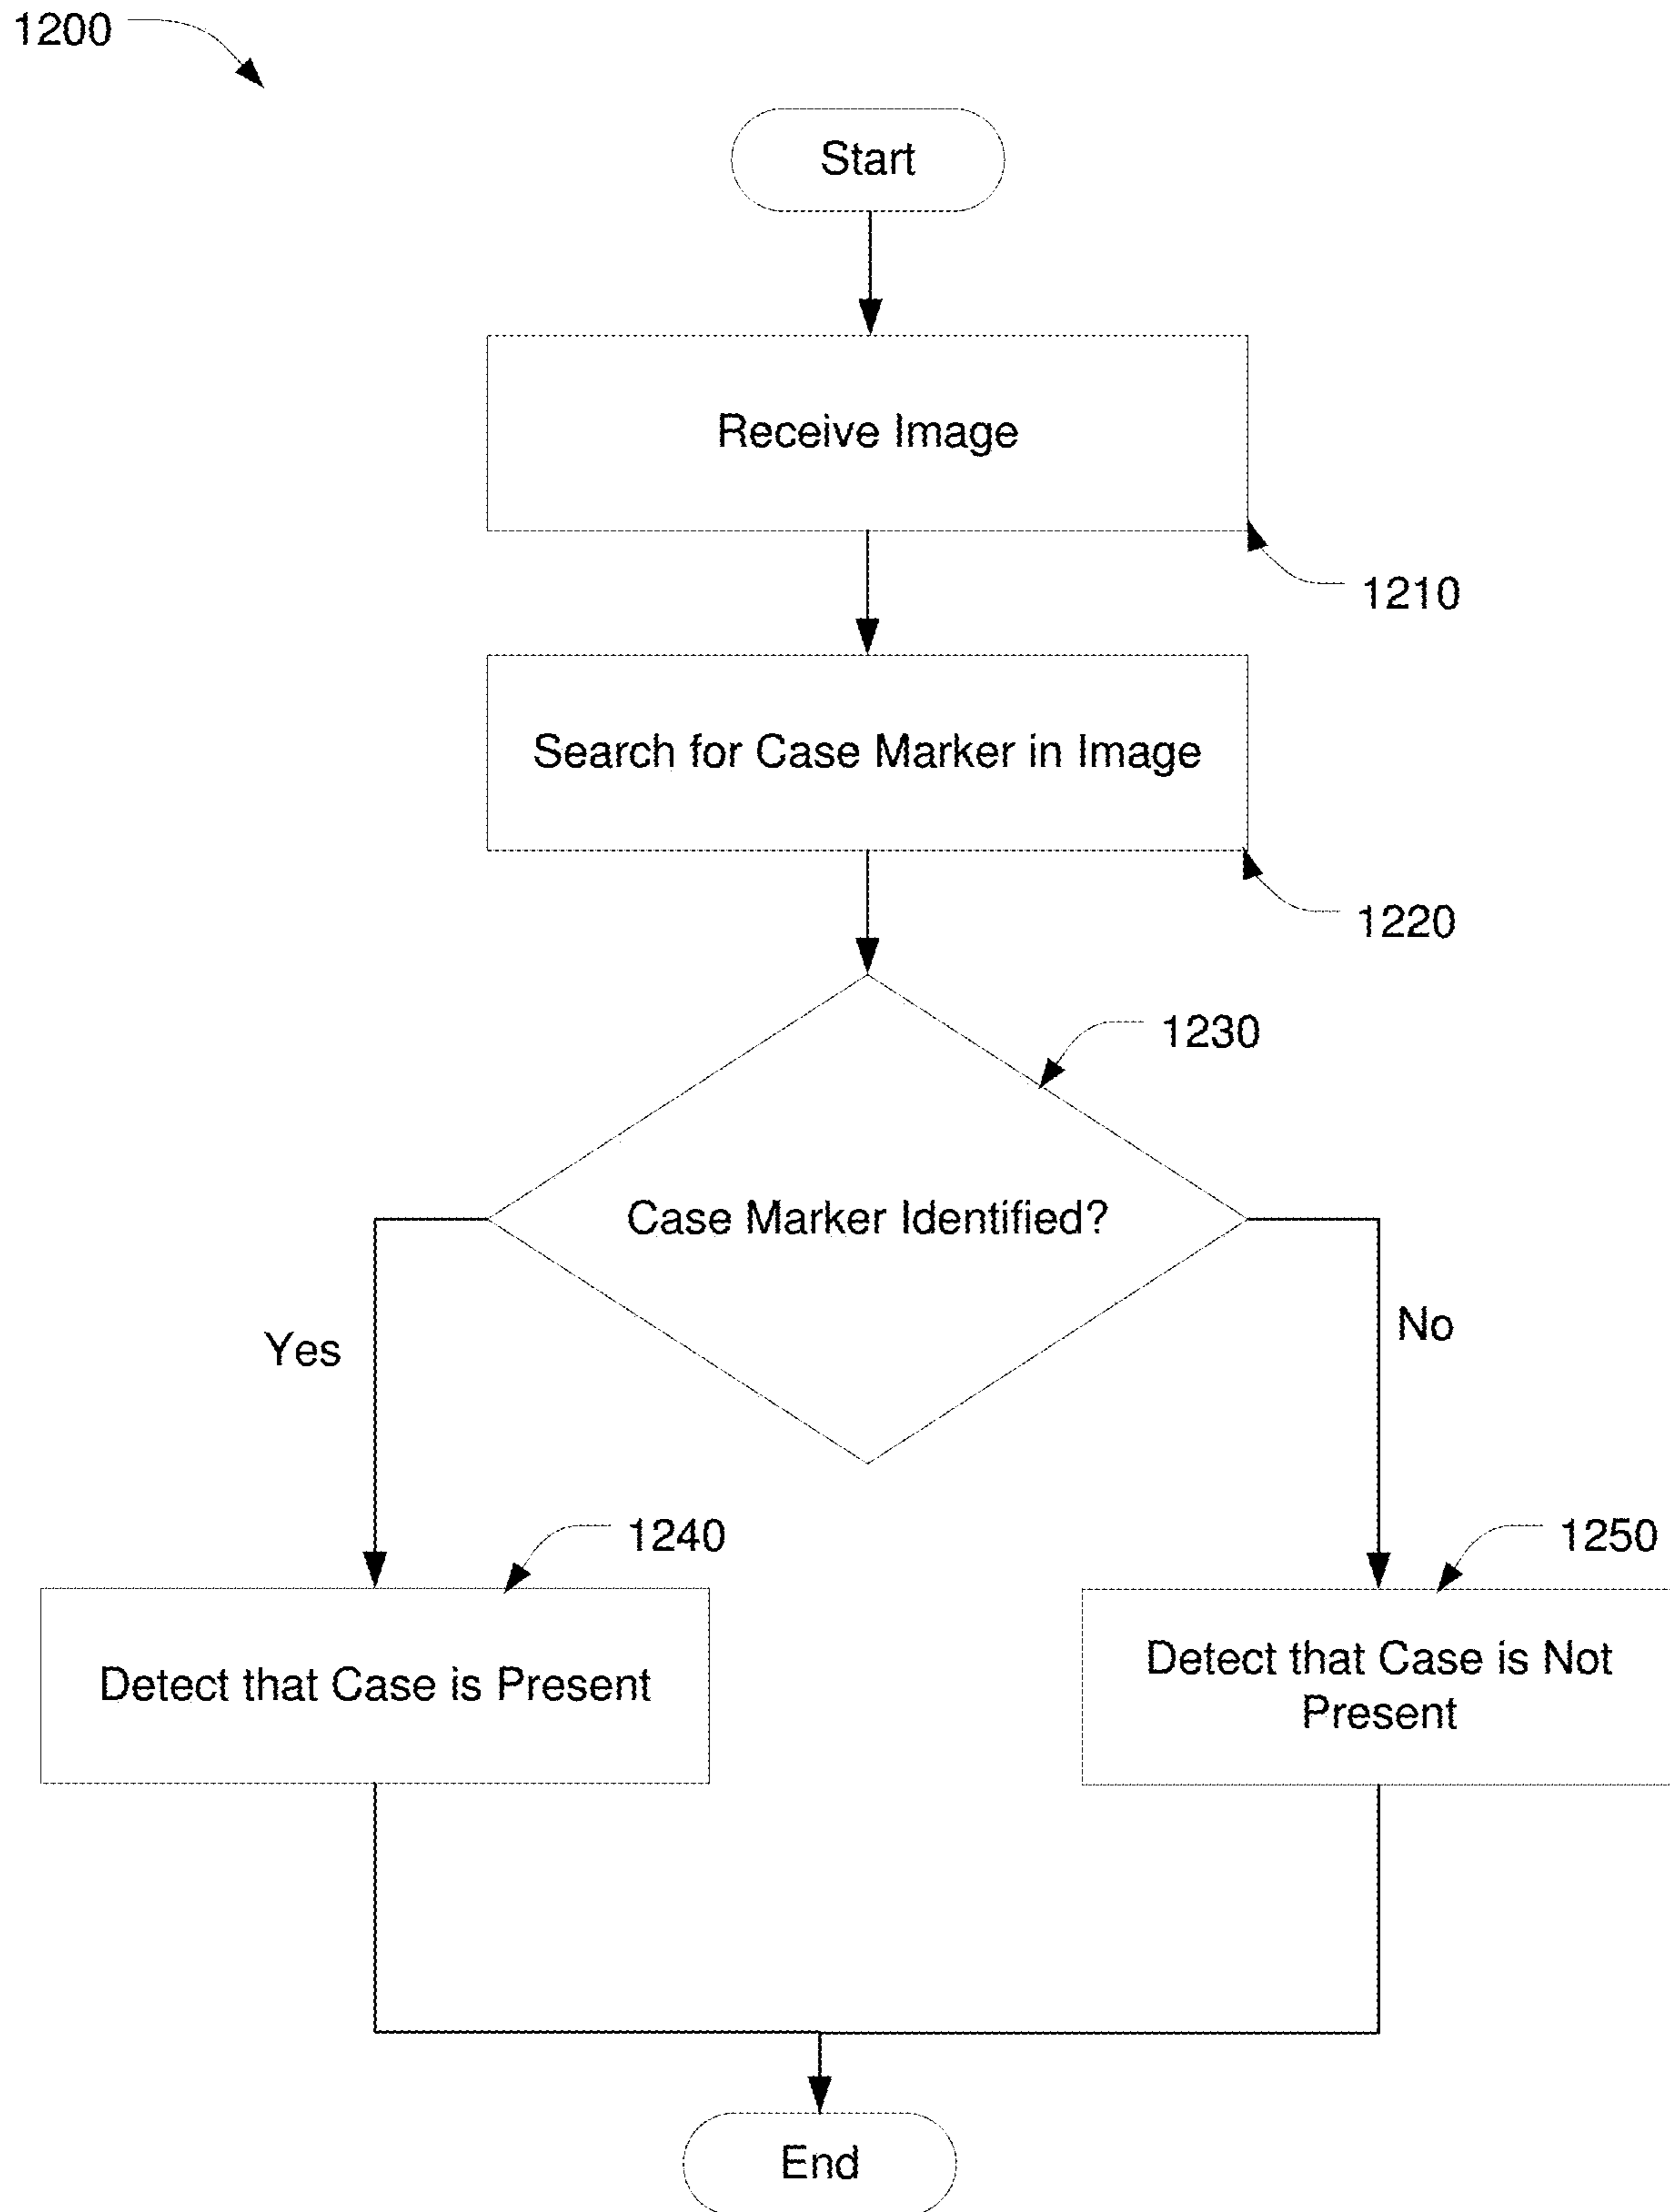 1200
Start
Receive Image
1210
Search for Case Marker in Image
1220
1230
Case Marker Identified?
Yes
No
1240
1250
Detect that Case is Present
Detect that Case is Not
Present
End